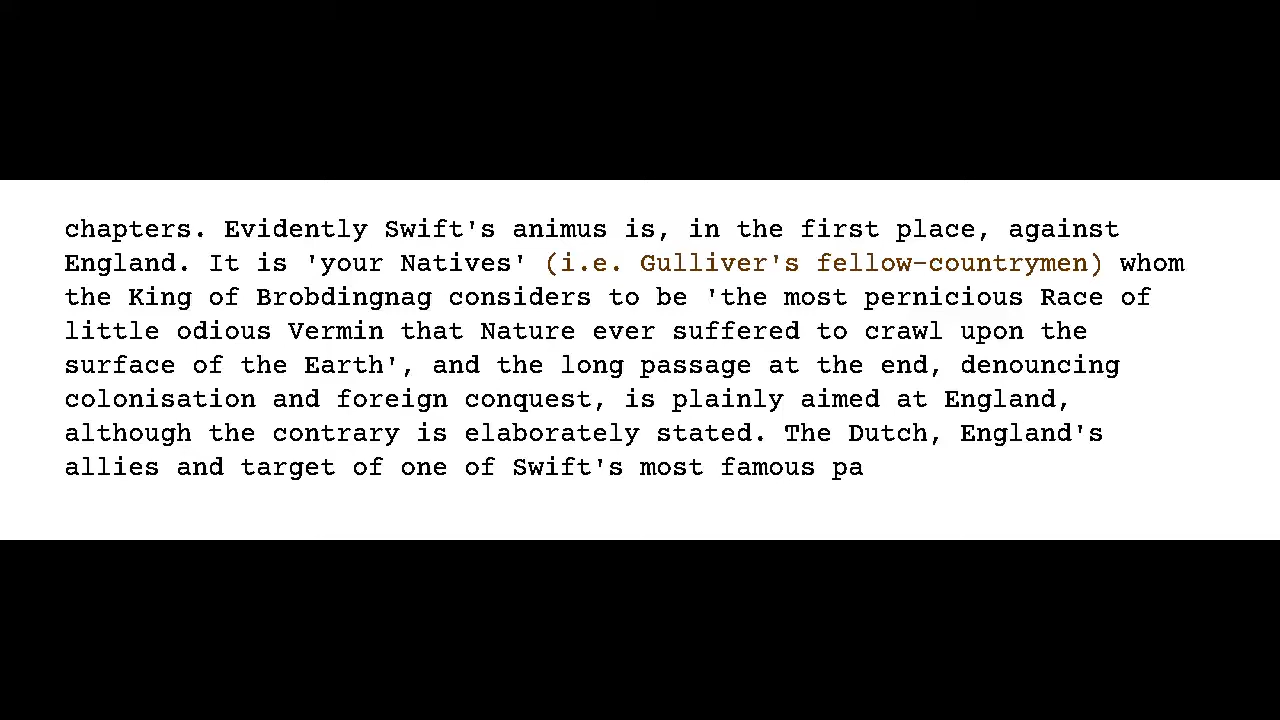 chapters. Evidently Swift's animus is, in the first place, against
England. It is 'your Natives' (i.e. Gulliver's fellow-countrymen) whom
the King of Brobdingnag considers to be 'the most pernicious Race of
little odious Vermin that Nature ever suffered to crawl upon the
surface of the Earth', and the long passage at the end, denouncing
colonisation and foreign conquest, is plainly aimed at England,
although the contrary is elaborately stated. The Dutch, England's
allies and target of one of Swift's most famous pa